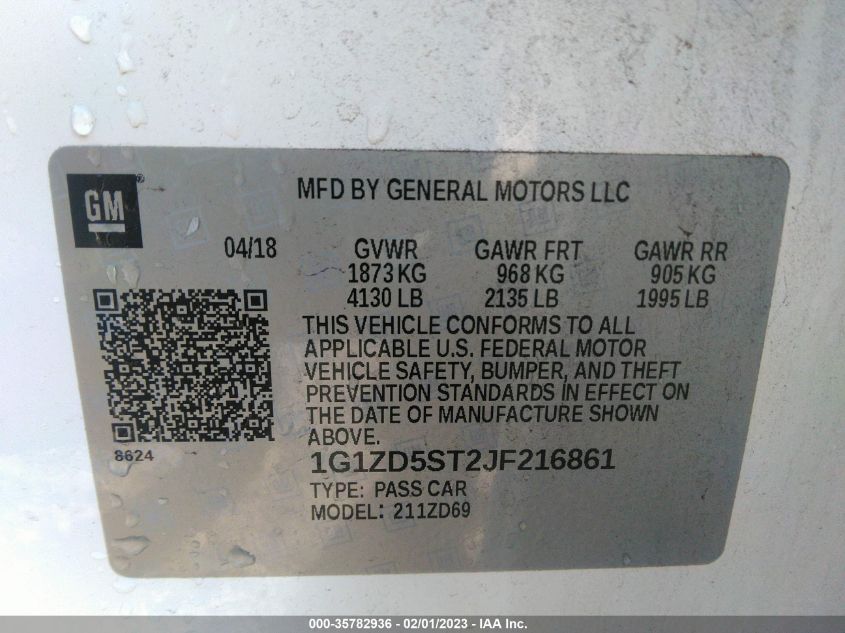 GM ®
MFD BY GENERAL MOTORS LLC
04/18 GVWR GAWR FRT GAWR RR
1873 KG 968 KG 905 KG
4130 LB 2135 LB 1995 LB
THIS VEHICLE CONFORMS TO ALL
APPLICABLE U.S. FEDERAL MOTOR
VEHICLE SAFETY, BUMPER, AND THEFT
PREVENTION STANDARDS IN EFFECT ON
THE DATE OF MANUFACTURE SHOWN
ABOVE.
8624
1G1ZD5ST2JF216861
TYPE: PASS CAR
MODEL: 211ZD69
000-35782936 - 02/01/2023 - IAA Inc.